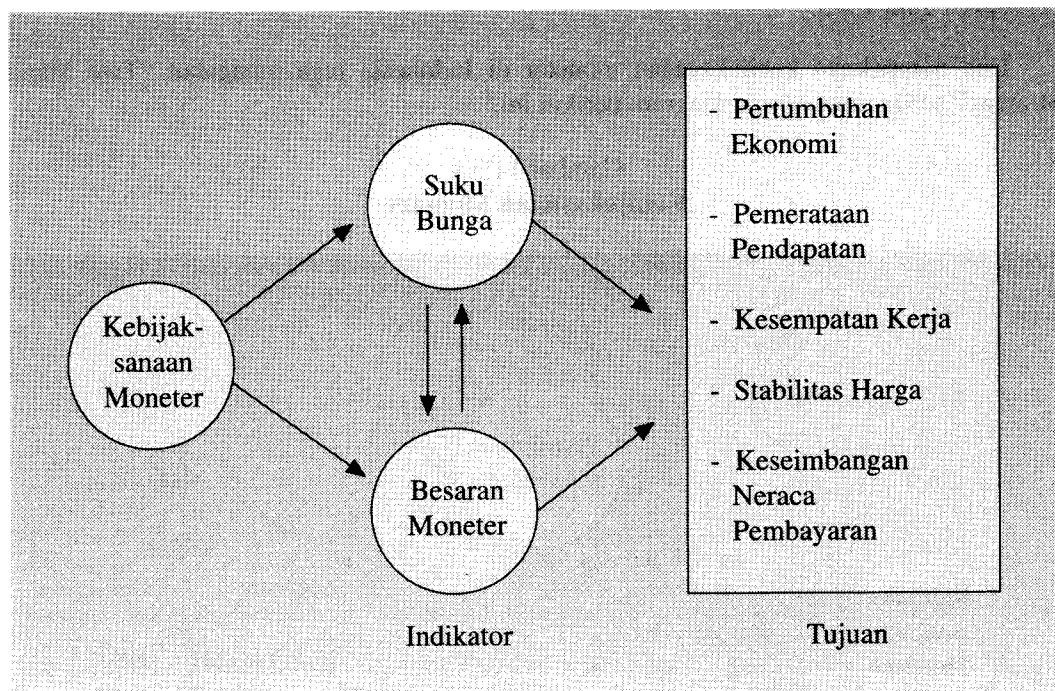 Kebijak-
sanaan
Moneter
Suku
Bunga
Besaran
Moneter
Indikator
- Pertumbuhan
Ekonomi
- Pemerataan
Pendapatan
- Kesempatan Kerja
- Stabilitas Harga
- Keseimbangan
Neraca
Pembayaran
Tujuan